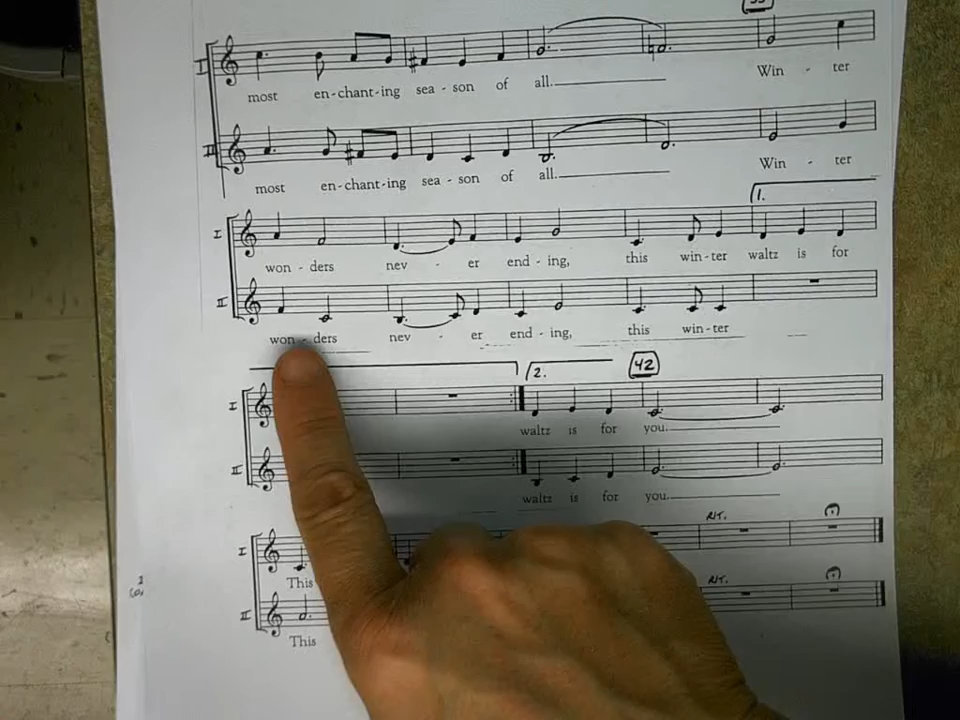 I
most en-chant-ing sea-son of all. Win - ter
II
most en-chant-ing sea-son of all. Win - ter
1.
I
won-ders nev - er end-ing, this win-ter waltz is for
II
won-ders nev - er end-ing, this win-ter
2. 42
I
waltz is for you.
II
waltz is for you.
RIT.
I
This
RIT.
II
This